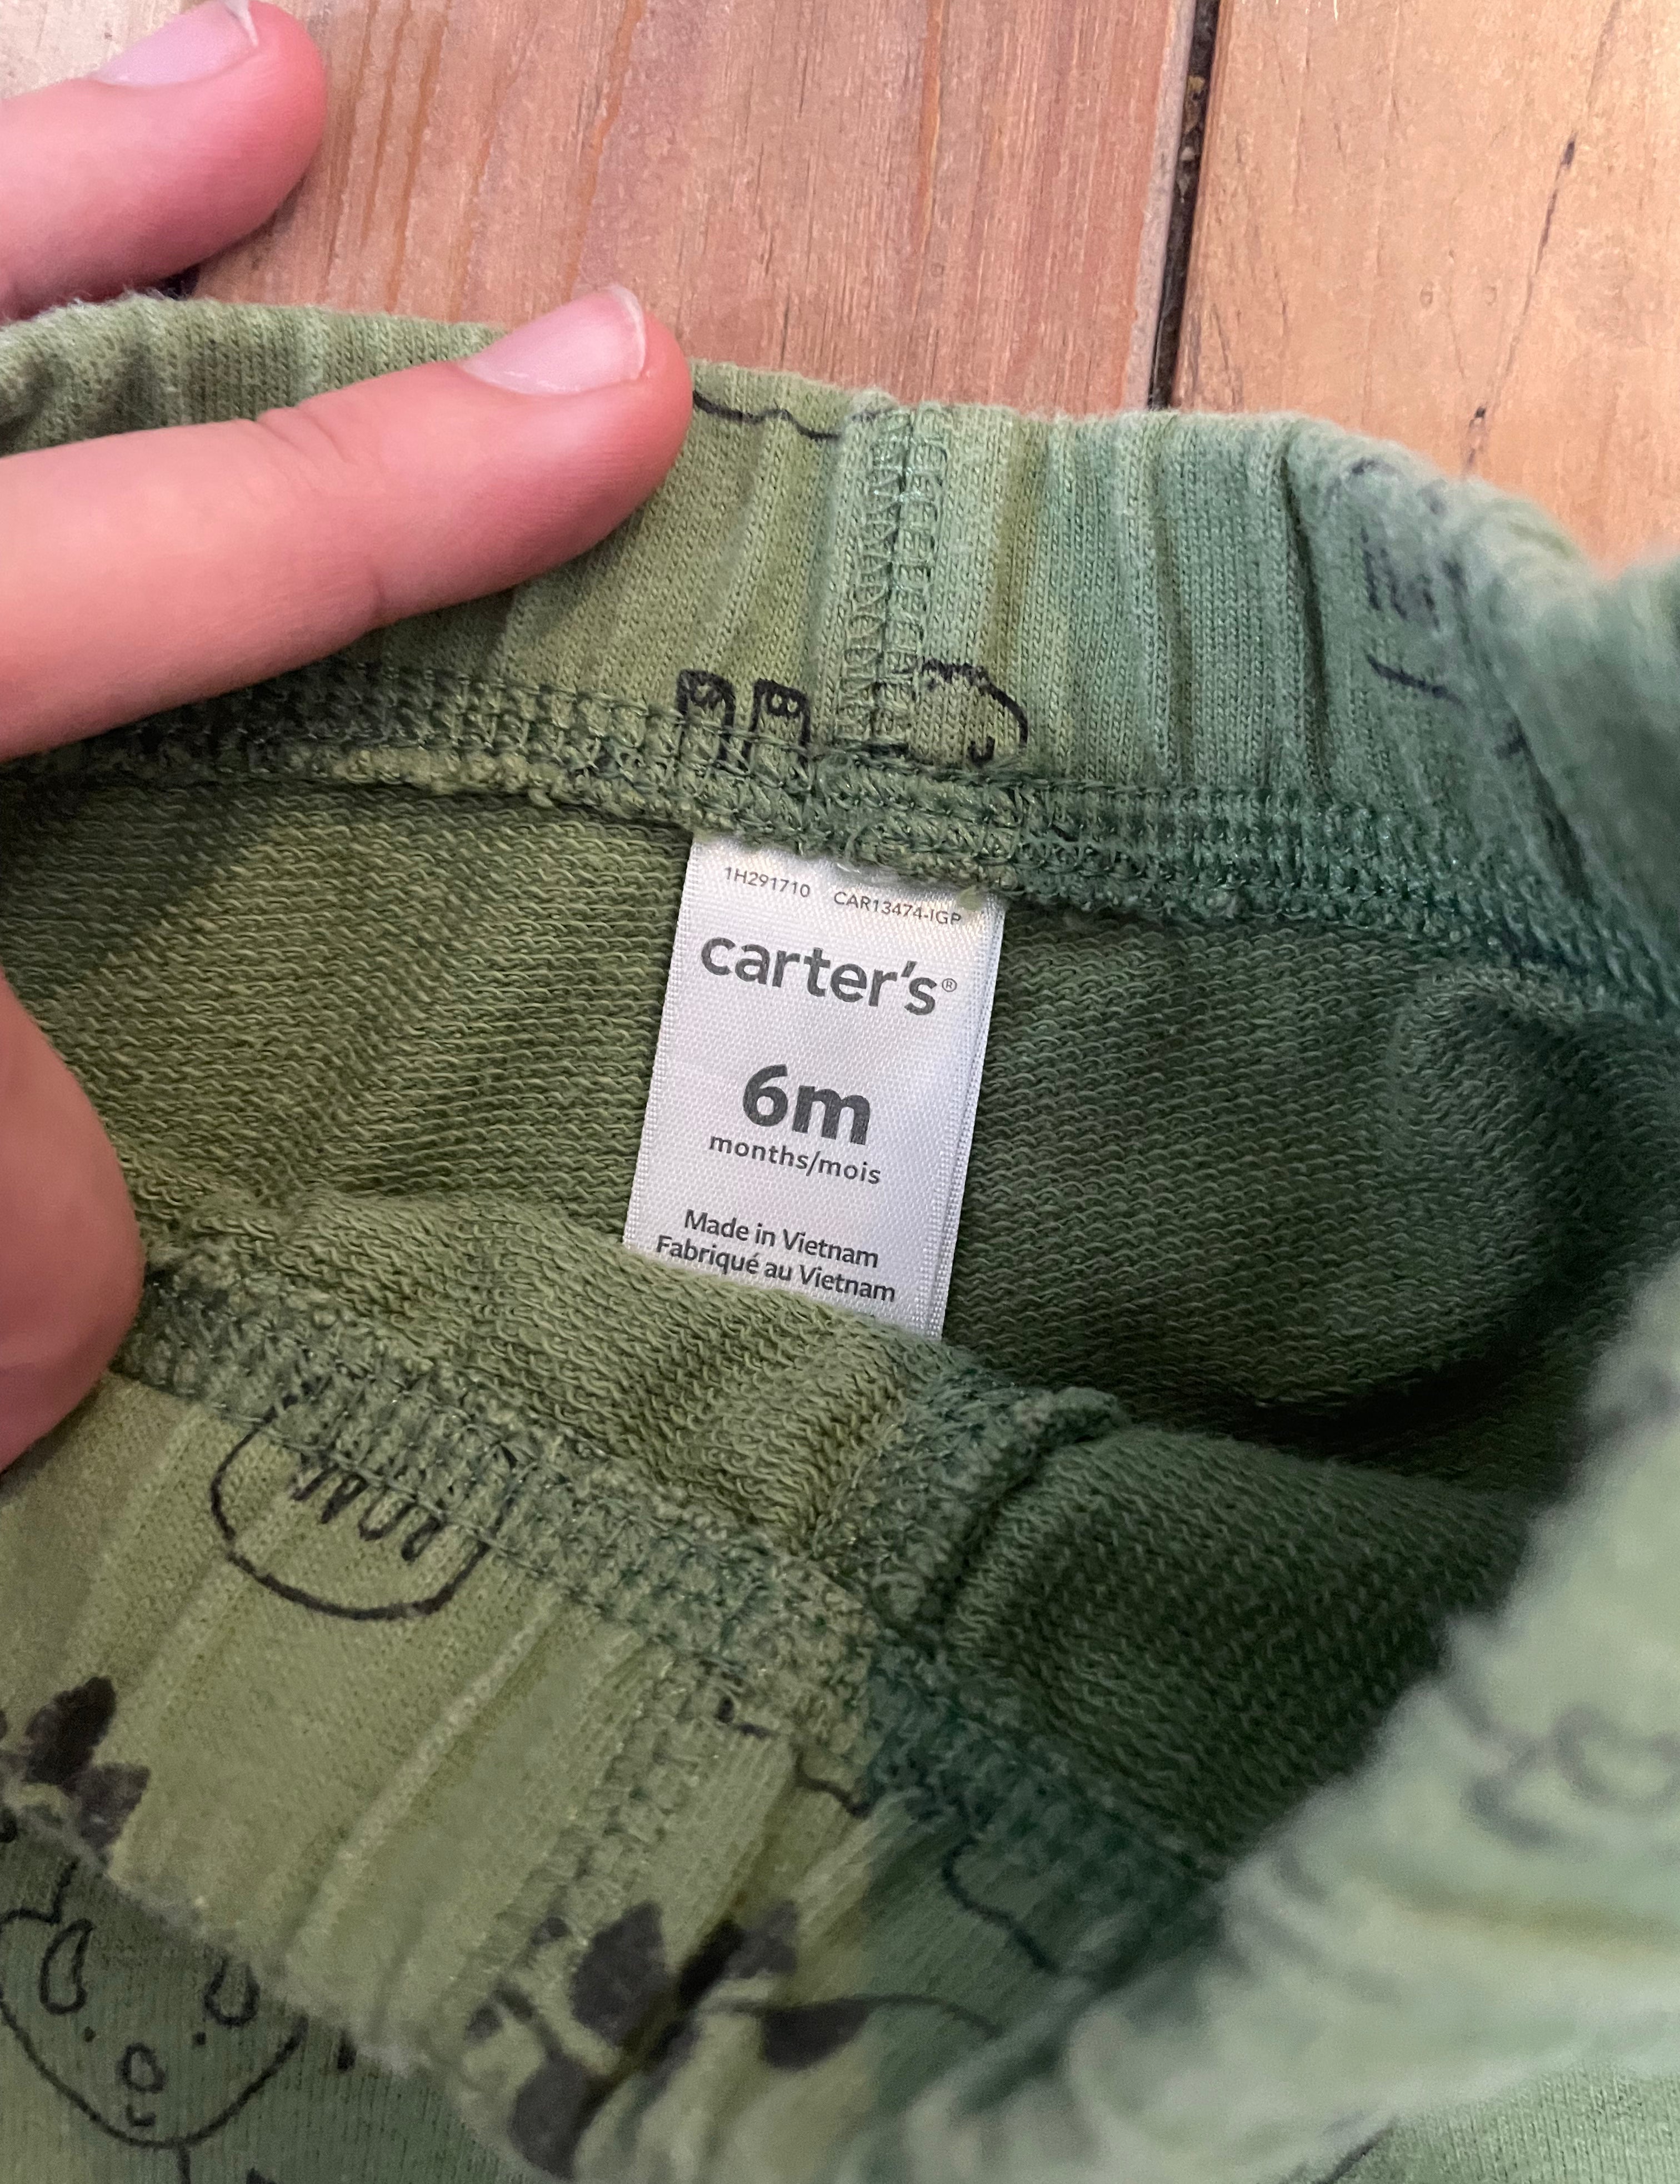 1H291710 CAR13474-IGP
carter's®
6m
months/mois
Made in Vietnam
Fabriqué au Vietnam